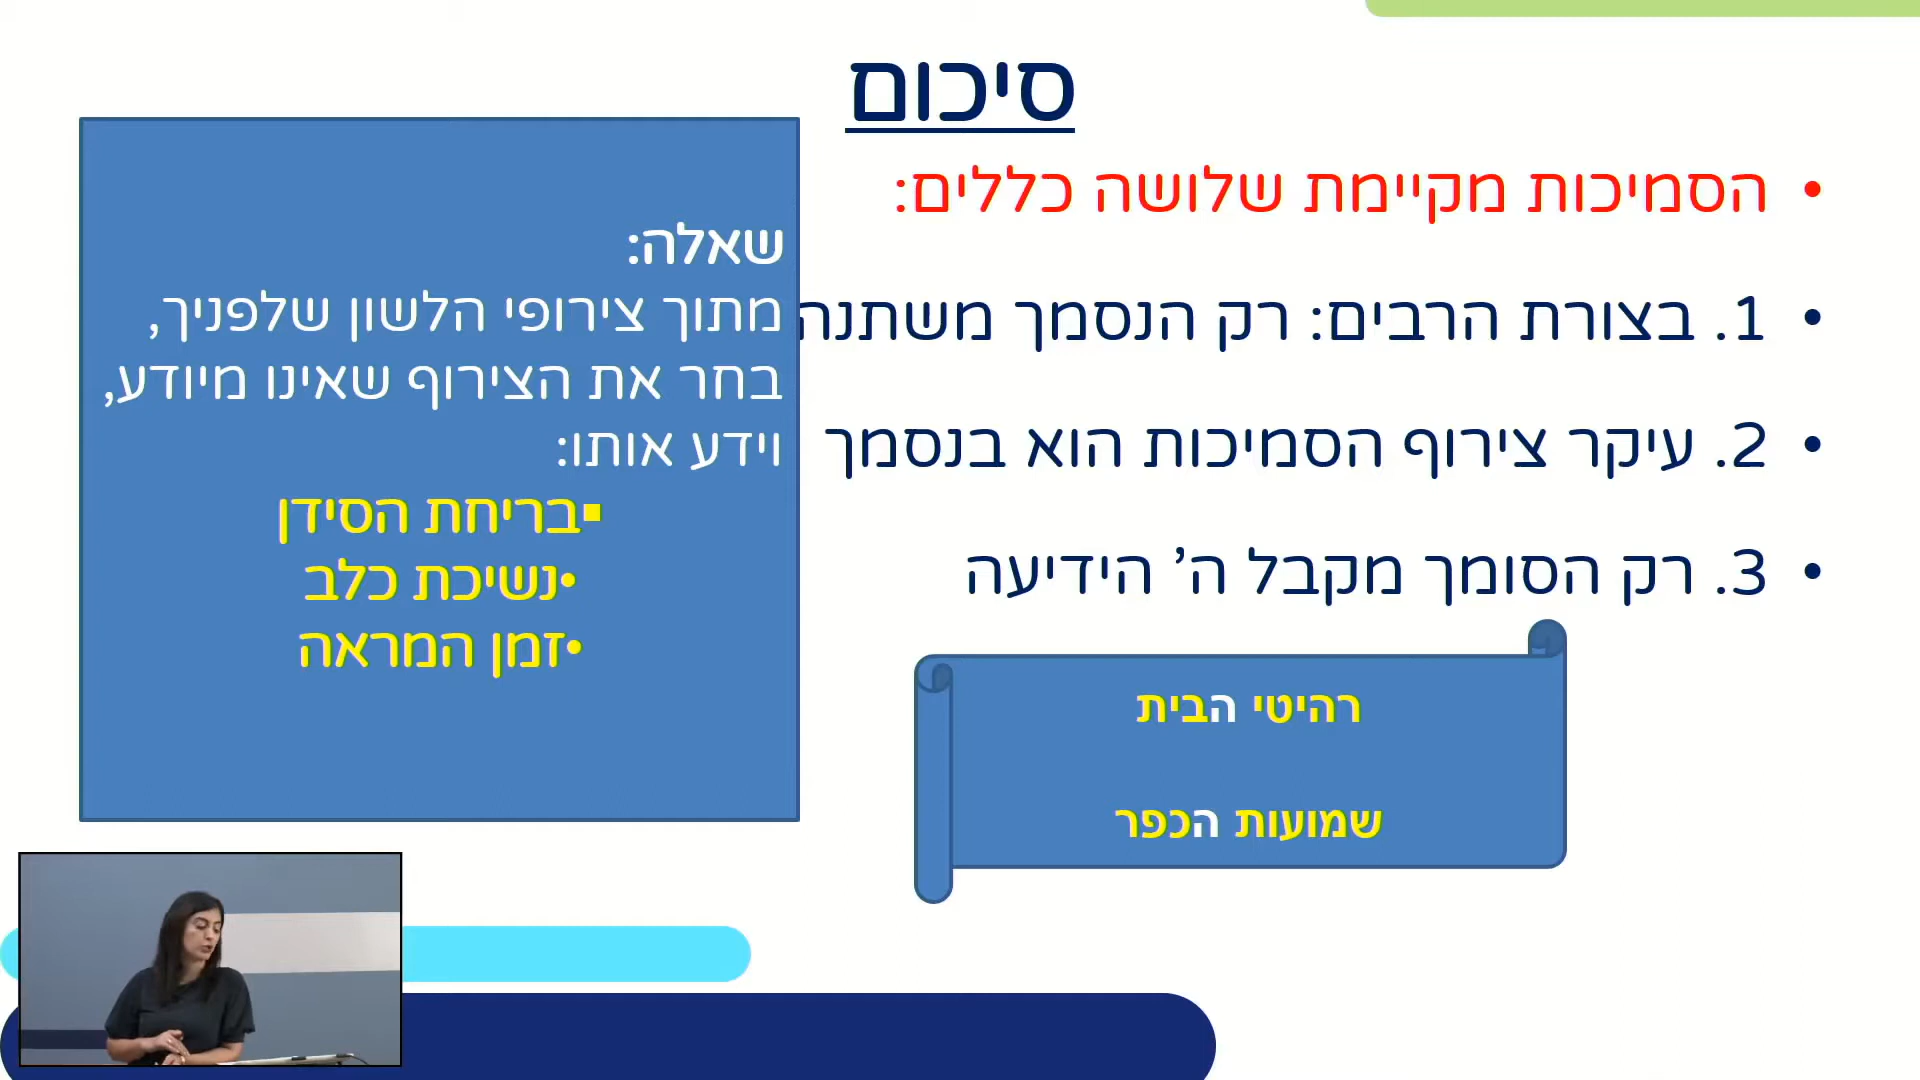 סיכום
• הסמיכות מקיימת שלושה כללים:
• 1. בצורת הרבים: רק הנסמך משתנה
• 2. עיקר צירוף הסמיכות הוא בנסמך
• 3. רק הסומך מקבל ה' הידיעה
רהיטי הבית
שמועות הכפר
שאלה:
מתוך צירופי הלשון שלפניך,
בחר את הצירוף שאינו מיודע,
וידע אותו:
▪בריחת הסידן
•נשיכת כלב
•זמן המראה